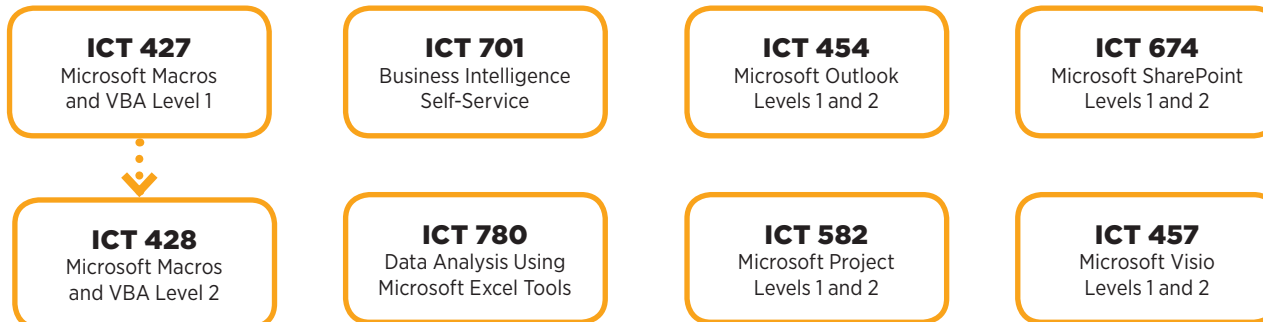 ICT 427
Microsoft Macros
and VBA Level 1
ICT 701
Business Intelligence
Self-Service
ICT 454
Microsoft Outlook
Levels 1 and 2
ICT 674
Microsoft SharePoint
Levels 1 and 2
ICT 428
Microsoft Macros
and VBA Level 2
ICT 780
Data Analysis Using
Microsoft Excel Tools
ICT 582
Microsoft Project
Levels 1 and 2
ICT 457
Microsoft Visio
Levels 1 and 2